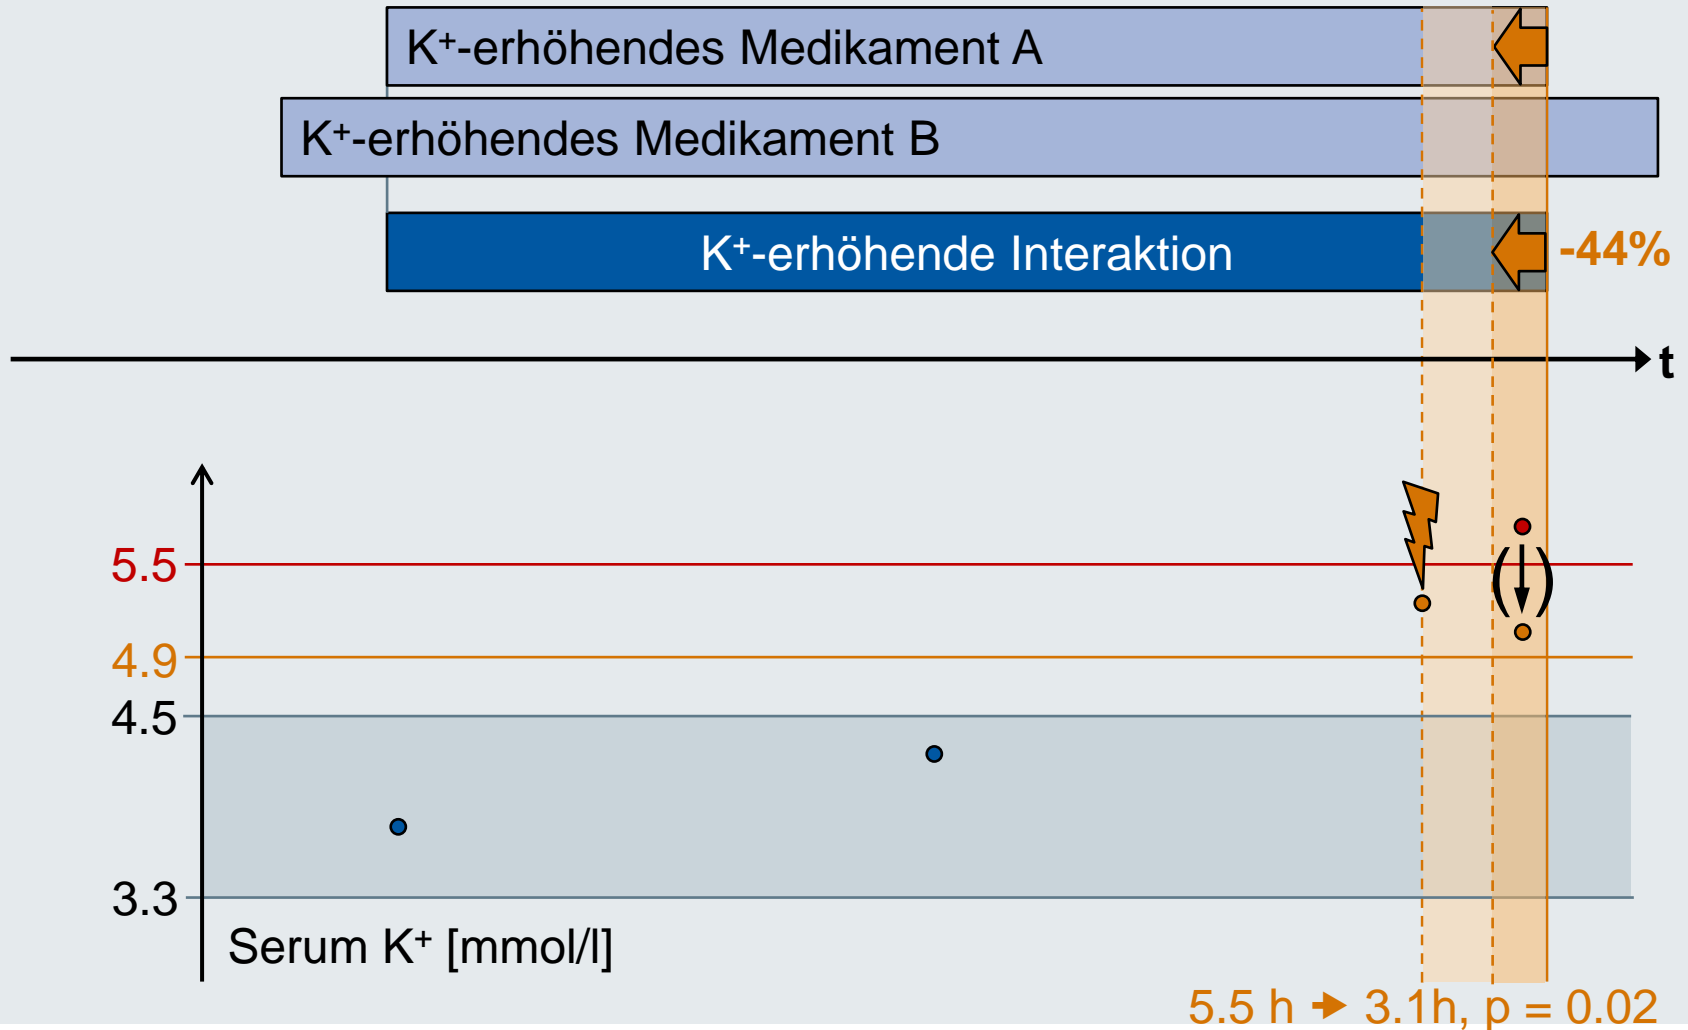 K⁺-erhöhendes Medikament A
K⁺-erhöhendes Medikament B
K⁺-erhöhende Interaktion
-44%
t
5.5
4.9
4.5
3.3
( )
Serum K⁺ [mmol/l]
5.5 h ➔ 3.1h, p = 0.02